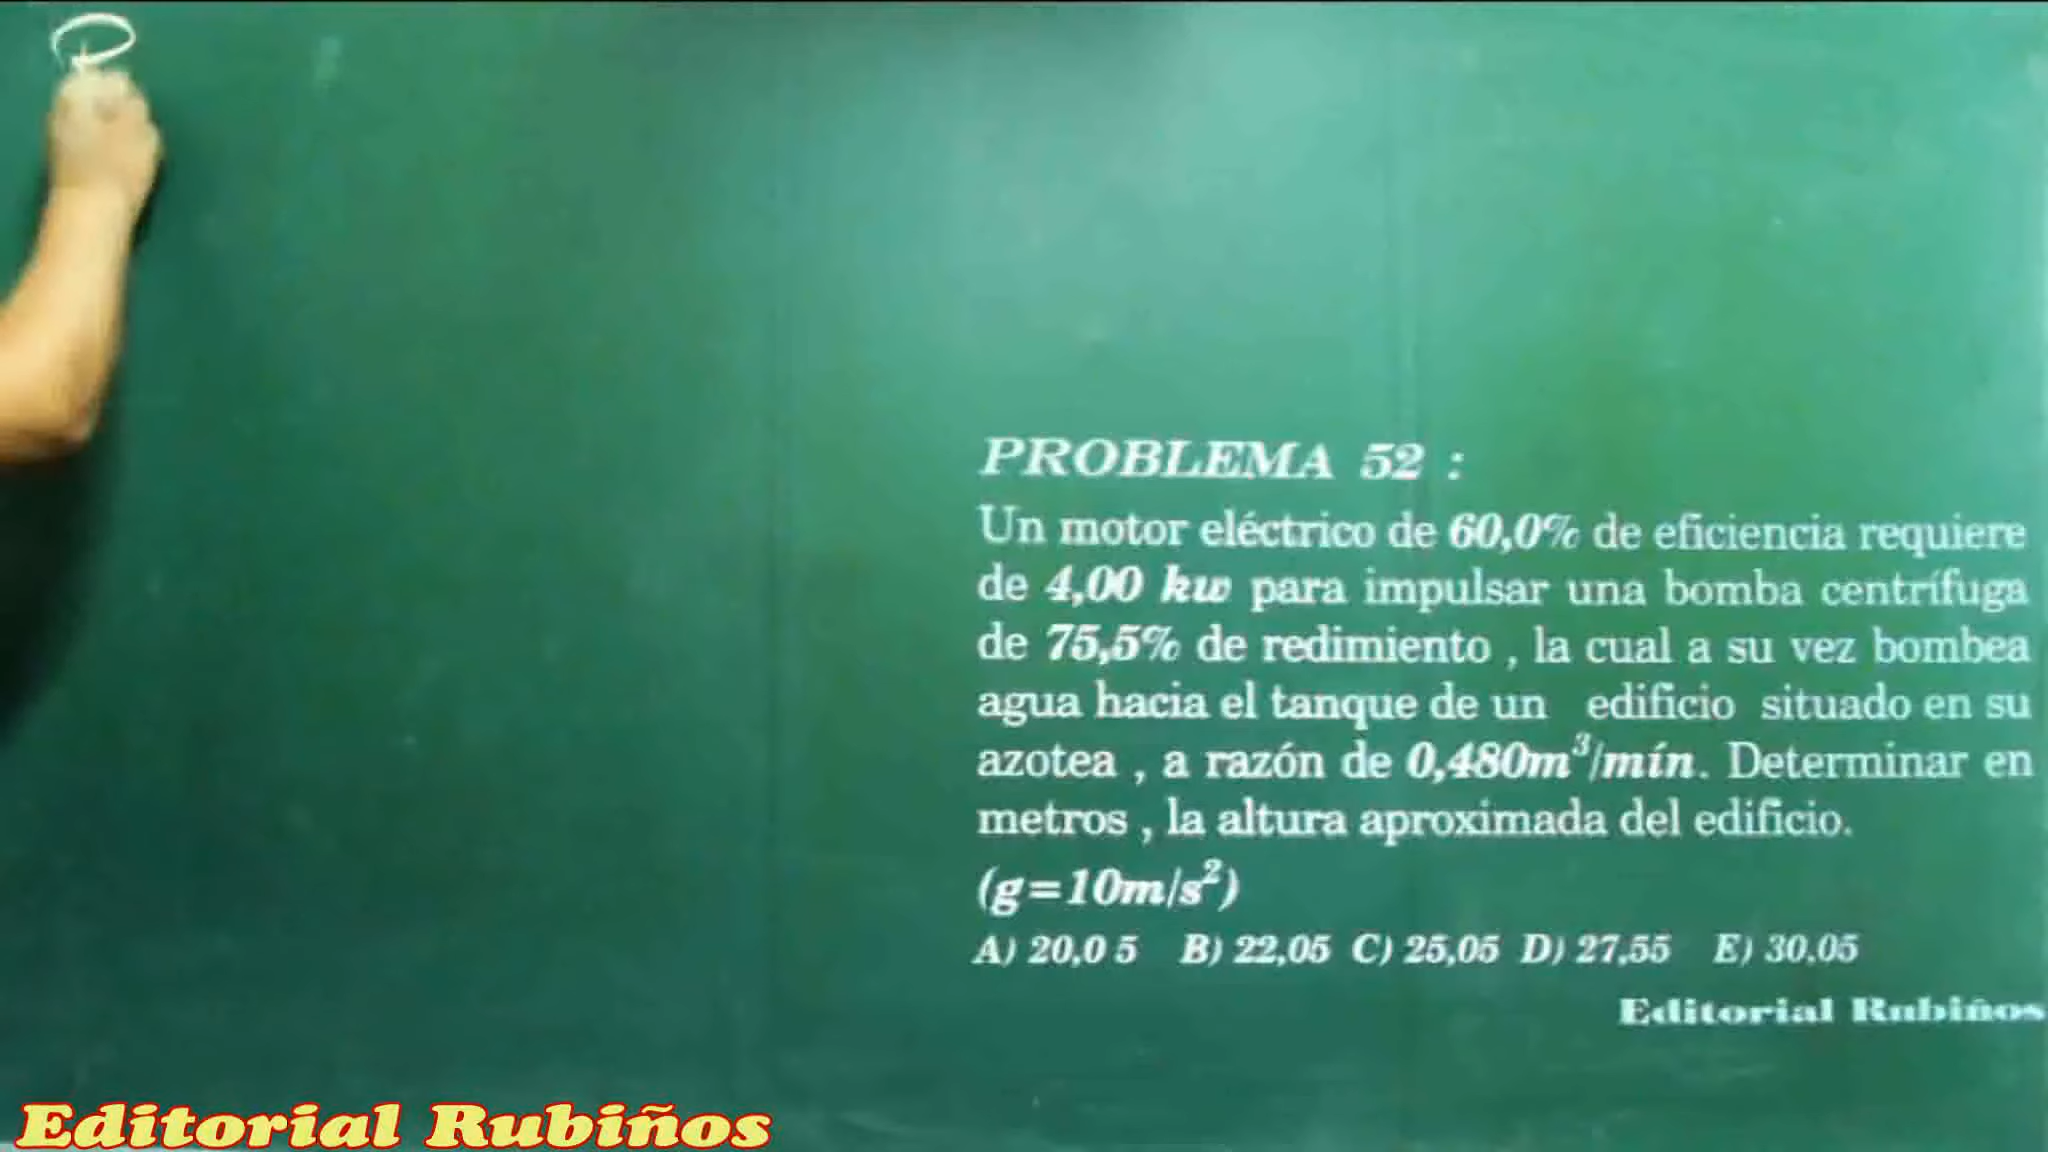 PROBLEMA 52 :
Un motor eléctrico de 60,0% de eficiencia requiere
de 4,00 kw para impulsar una bomba centrífuga
de 75,5% de redimiento , la cual a su vez bombea
agua hacia el tanque de un edificio situado en su
azotea , a razón de 0,480m³/mín. Determinar en
metros , la altura aproximada del edificio.
(g=10m/s²)
A) 20,0 5 B) 22,05 C) 25,05 D) 27,55 E) 30.05
Editorial Rubiños
Editorial Rubiños